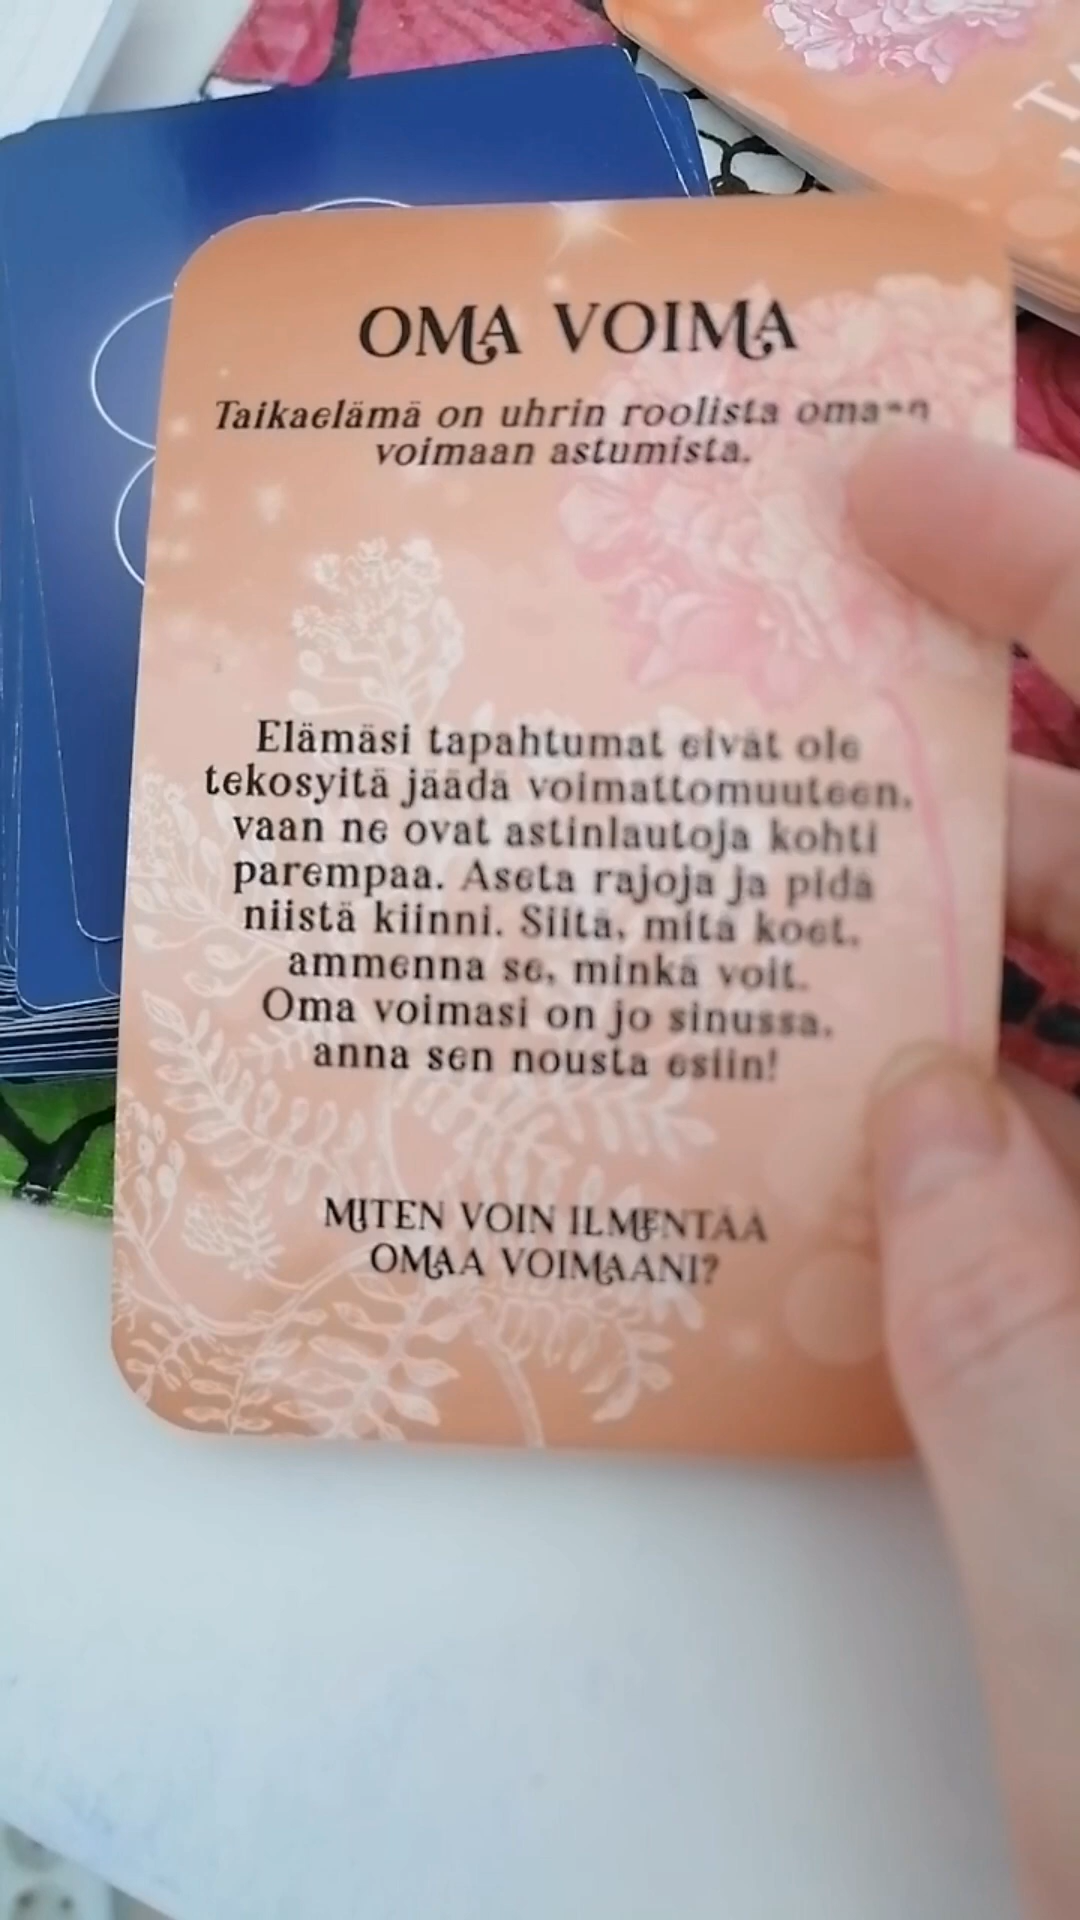 OMA VOIMA
Taikaelämä on uhrin roolista omaan
voimaan astumista.
Elämäsi tapahtumat eivät ole
tekosyitä jäädä voimattomuuteen,
vaan ne ovat astinlautoja kohti
parempaa. Aseta rajoja ja pidä
niistä kiinni. Siitä, mitä koet,
ammenna se, minkä voit.
Oma voimasi on jo sinussa,
anna sen nousta esiin!
MITEN VOIN ILMENTÄÄ
OMAA VOIMAANI?